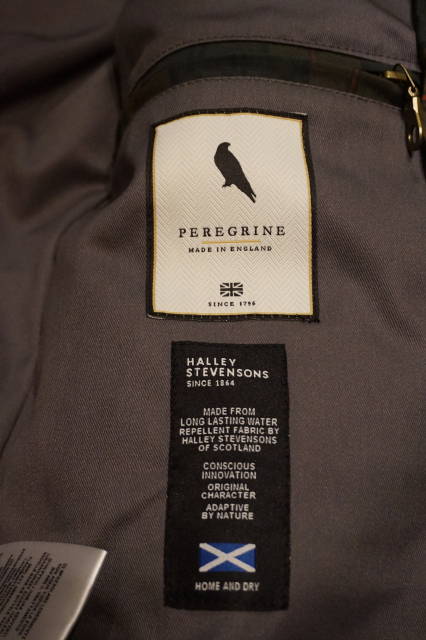 PEREGRINE
MADE IN ENGLAND
SINCE 1796
HALLEY
STEVENSONS
SINCE 1864
MADE FROM
LONG LASTING WATER
REPELLENT FABRIC BY
HALLEY STEVENSONS
OF SCOTLAND
CONSCIOUS
INNOVATION
ORIGINAL
CHARACTER
ADAPTIVE
BY NATURE
HOME AND DRY